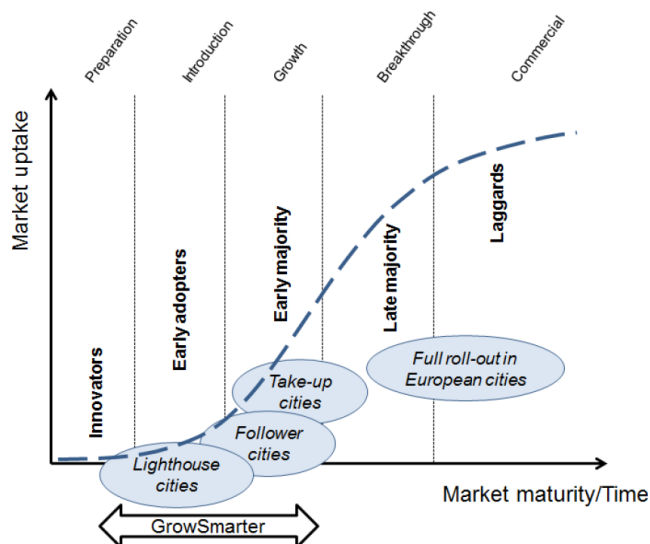 Preparation
Introduction
Growth
Breakthrough
Commercial
Market uptake
Innovators
Early adopters
Early majority
Late majority
Laggards
Take-up
cities
Full roll-out in
European cities
Follower
cities
Lighthouse
cities
Market maturity/Time
GrowSmarter